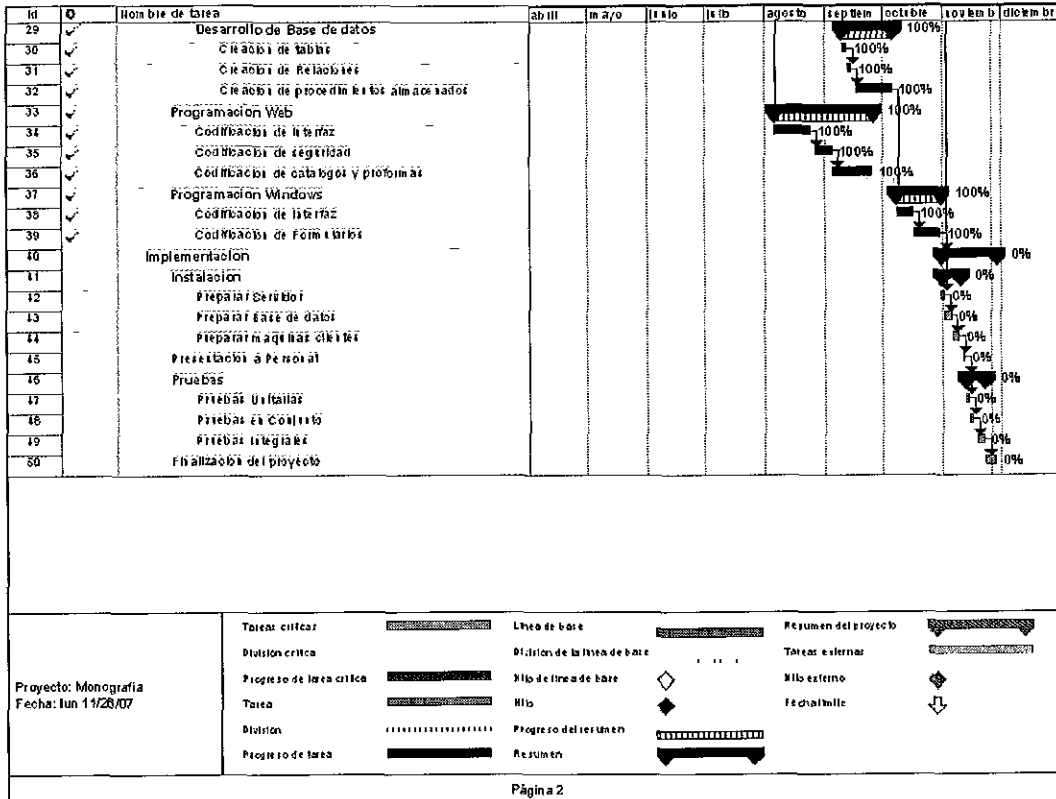 Id Nombre de tarea abril mayo junio julio agosto septiem octubre noviemb diciembr
29 Desarrollo de Base de datos 100%
30 Creación de tablas 100%
31 Creación de Relaciones 100%
32 Creación de procedimientos almacenados 100%
33 Programación Web 100%
34 Codificación de Interfaz 100%
35 Codificación de seguridad 100%
36 Codificación de catalogos y proformas 100%
37 Programación Windows 100%
38 Codificación de Interfaz 100%
39 Codificación de Formularios 100%
40 Implementación 0%
41 Instalación 0%
42 Preparar Servidor 0%
43 Preparar Base de datos 0%
44 Preparar maquinas clientes 0%
45 Presentación a Personal 0%
46 Pruebas 0%
47 Pruebas Unitarias 0%
48 Pruebas en Conjunto 0%
49 Pruebas Integrales 0%
50 Finalización del proyecto 0%
Proyecto: Monografía
Fecha: lun 11/26/07
Tareas críticas
División crítica
Progreso de tarea crítica
Tarea
División
Progreso de tarea
Línea de base
División de la línea de base
Hito de línea de base
Hito
Progreso del resumen
Resumen
Resumen del proyecto
Tareas externas
Hito externo
Fecha límite
Página 2